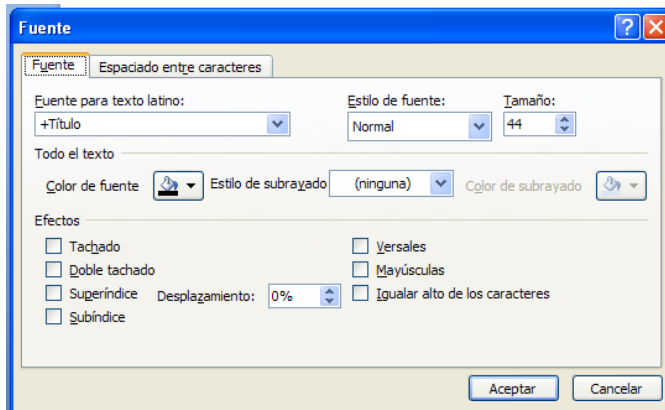 Fuente
Fuente Espaciado entre caracteres
Fuente para texto latino: Estilo de fuente: Tamaño:
+Título Normal 44
Todo el texto
Color de fuente Estilo de subrayado (ninguna) Color de subrayado
Efectos
Tachado Versales
Doble tachado Mayúsculas
Superíndice Desplazamiento: 0% Igualar alto de los caracteres
Subíndice
Aceptar Cancelar